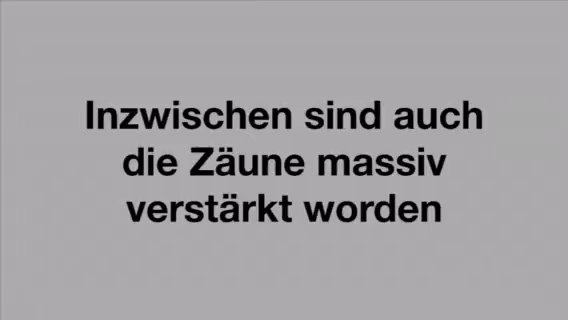 Inzwischen sind auch
die Zäune massiv
verstärkt worden